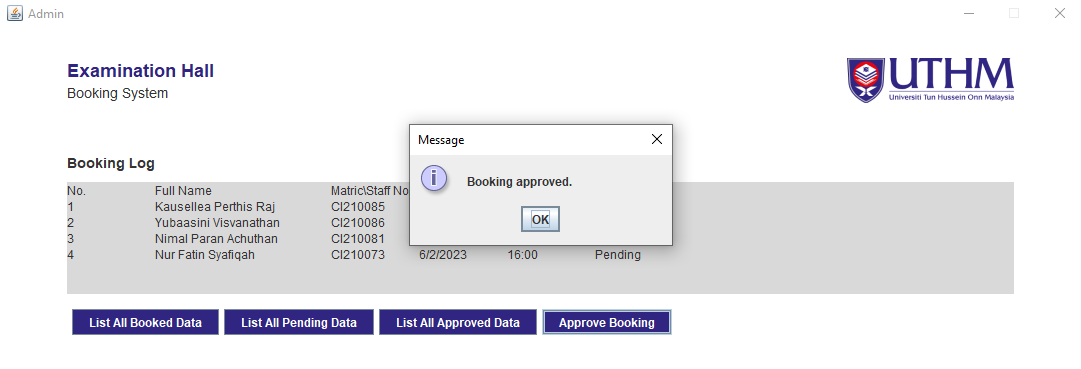 Admin
Examination Hall
Booking System
UTHM
Universiti Tun Hussein Onn Malaysia
Message
Booking approved.
OK
Booking Log
No. Full Name Matric\Staff No
1 Kausellea Perthis Raj CI210085
2 Yubaasini Visvanathan CI210086
3 Nimal Paran Achuthan CI210081
4 Nur Fatin Syafiqah CI210073 6/2/2023 16:00 Pending
List All Booked Data List All Pending Data List All Approved Data Approve Booking